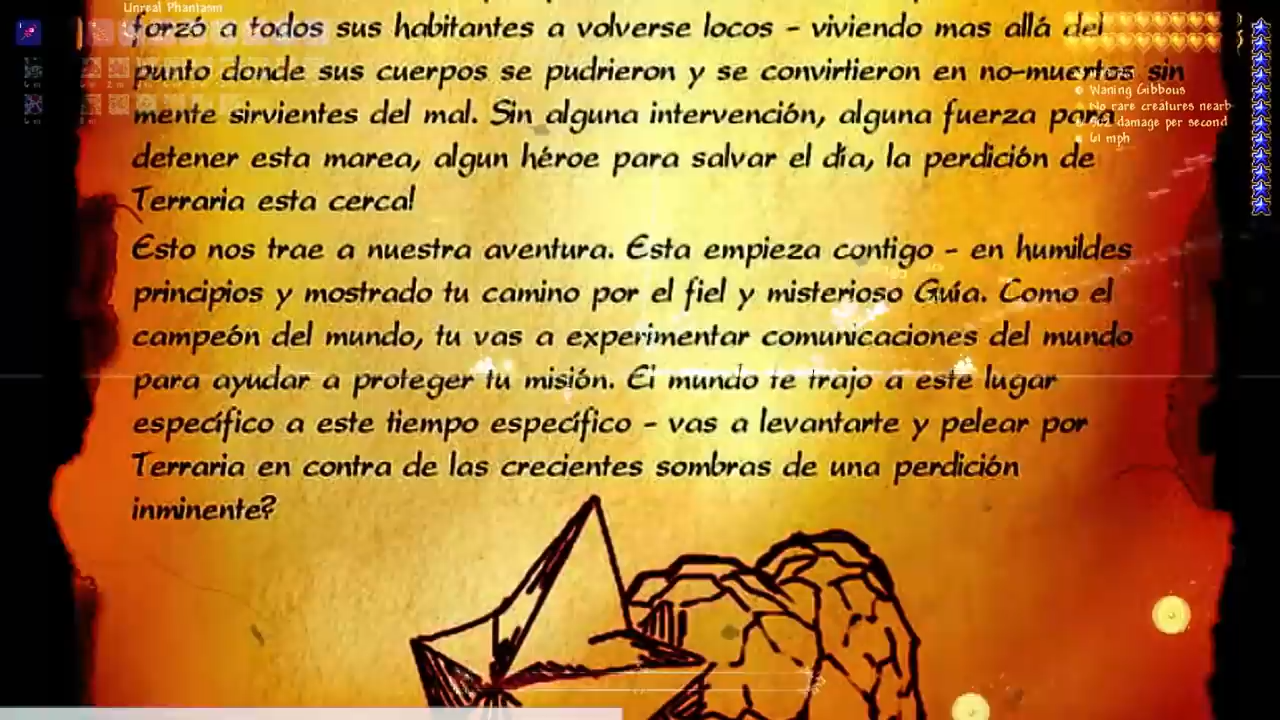 Unreal Phantasm
forzó a todos sus habitantes a volverse locos - viviendo mas allá del
punto donde sus cuerpos se pudrieron y se convirtieron en no-muertos sin
Waning Gibbous
No rare creatures nearb
mente sirvientes del mal. Sin alguna intervención, alguna fuerza para
damage per second
61 mph
detener esta marea, algun héroe para salvar el día, la perdición de
Terraria esta cerca!
Esto nos trae a nuestra aventura. Esta empieza contigo - en humildes
principios y mostrado tu camino por el fiel y misterioso Guía. Como el
campeón del mundo, tu vas a experimentar comunicaciones del mundo
para ayudar a proteger tu misión. El mundo te trajo a este lugar
específico a este tiempo específico - vas a levantarte y pelear por
Terraria en contra de las crecientes sombras de una perdición
inminente?